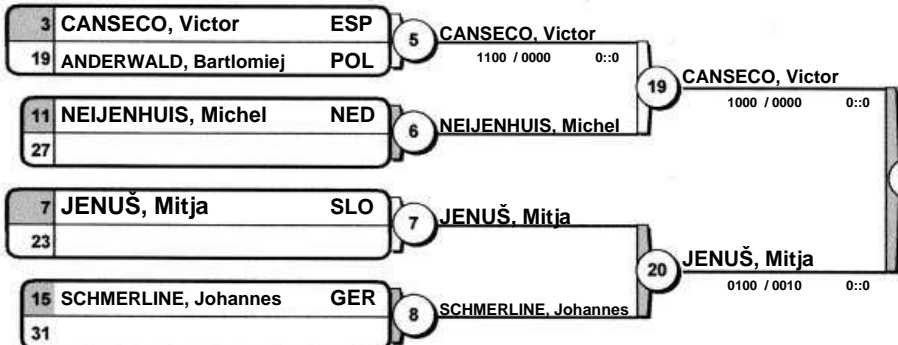 3 CANSECO, Victor ESP
19 ANDERWALD, Bartlomiej POL
5
CANSECO, Victor
1100 / 0000 0::0
11 NEIJENHUIS, Michel NED
27
6
NEIJENHUIS, Michel
19
CANSECO, Victor
1000 / 0000 0::0
7 JENUŠ, Mitja SLO
23
7
JENUŠ, Mitja
15 SCHMERLINE, Johannes GER
31
8
SCHMERLINE, Johannes
20
JENUŠ, Mitja
0100 / 0010 0::0